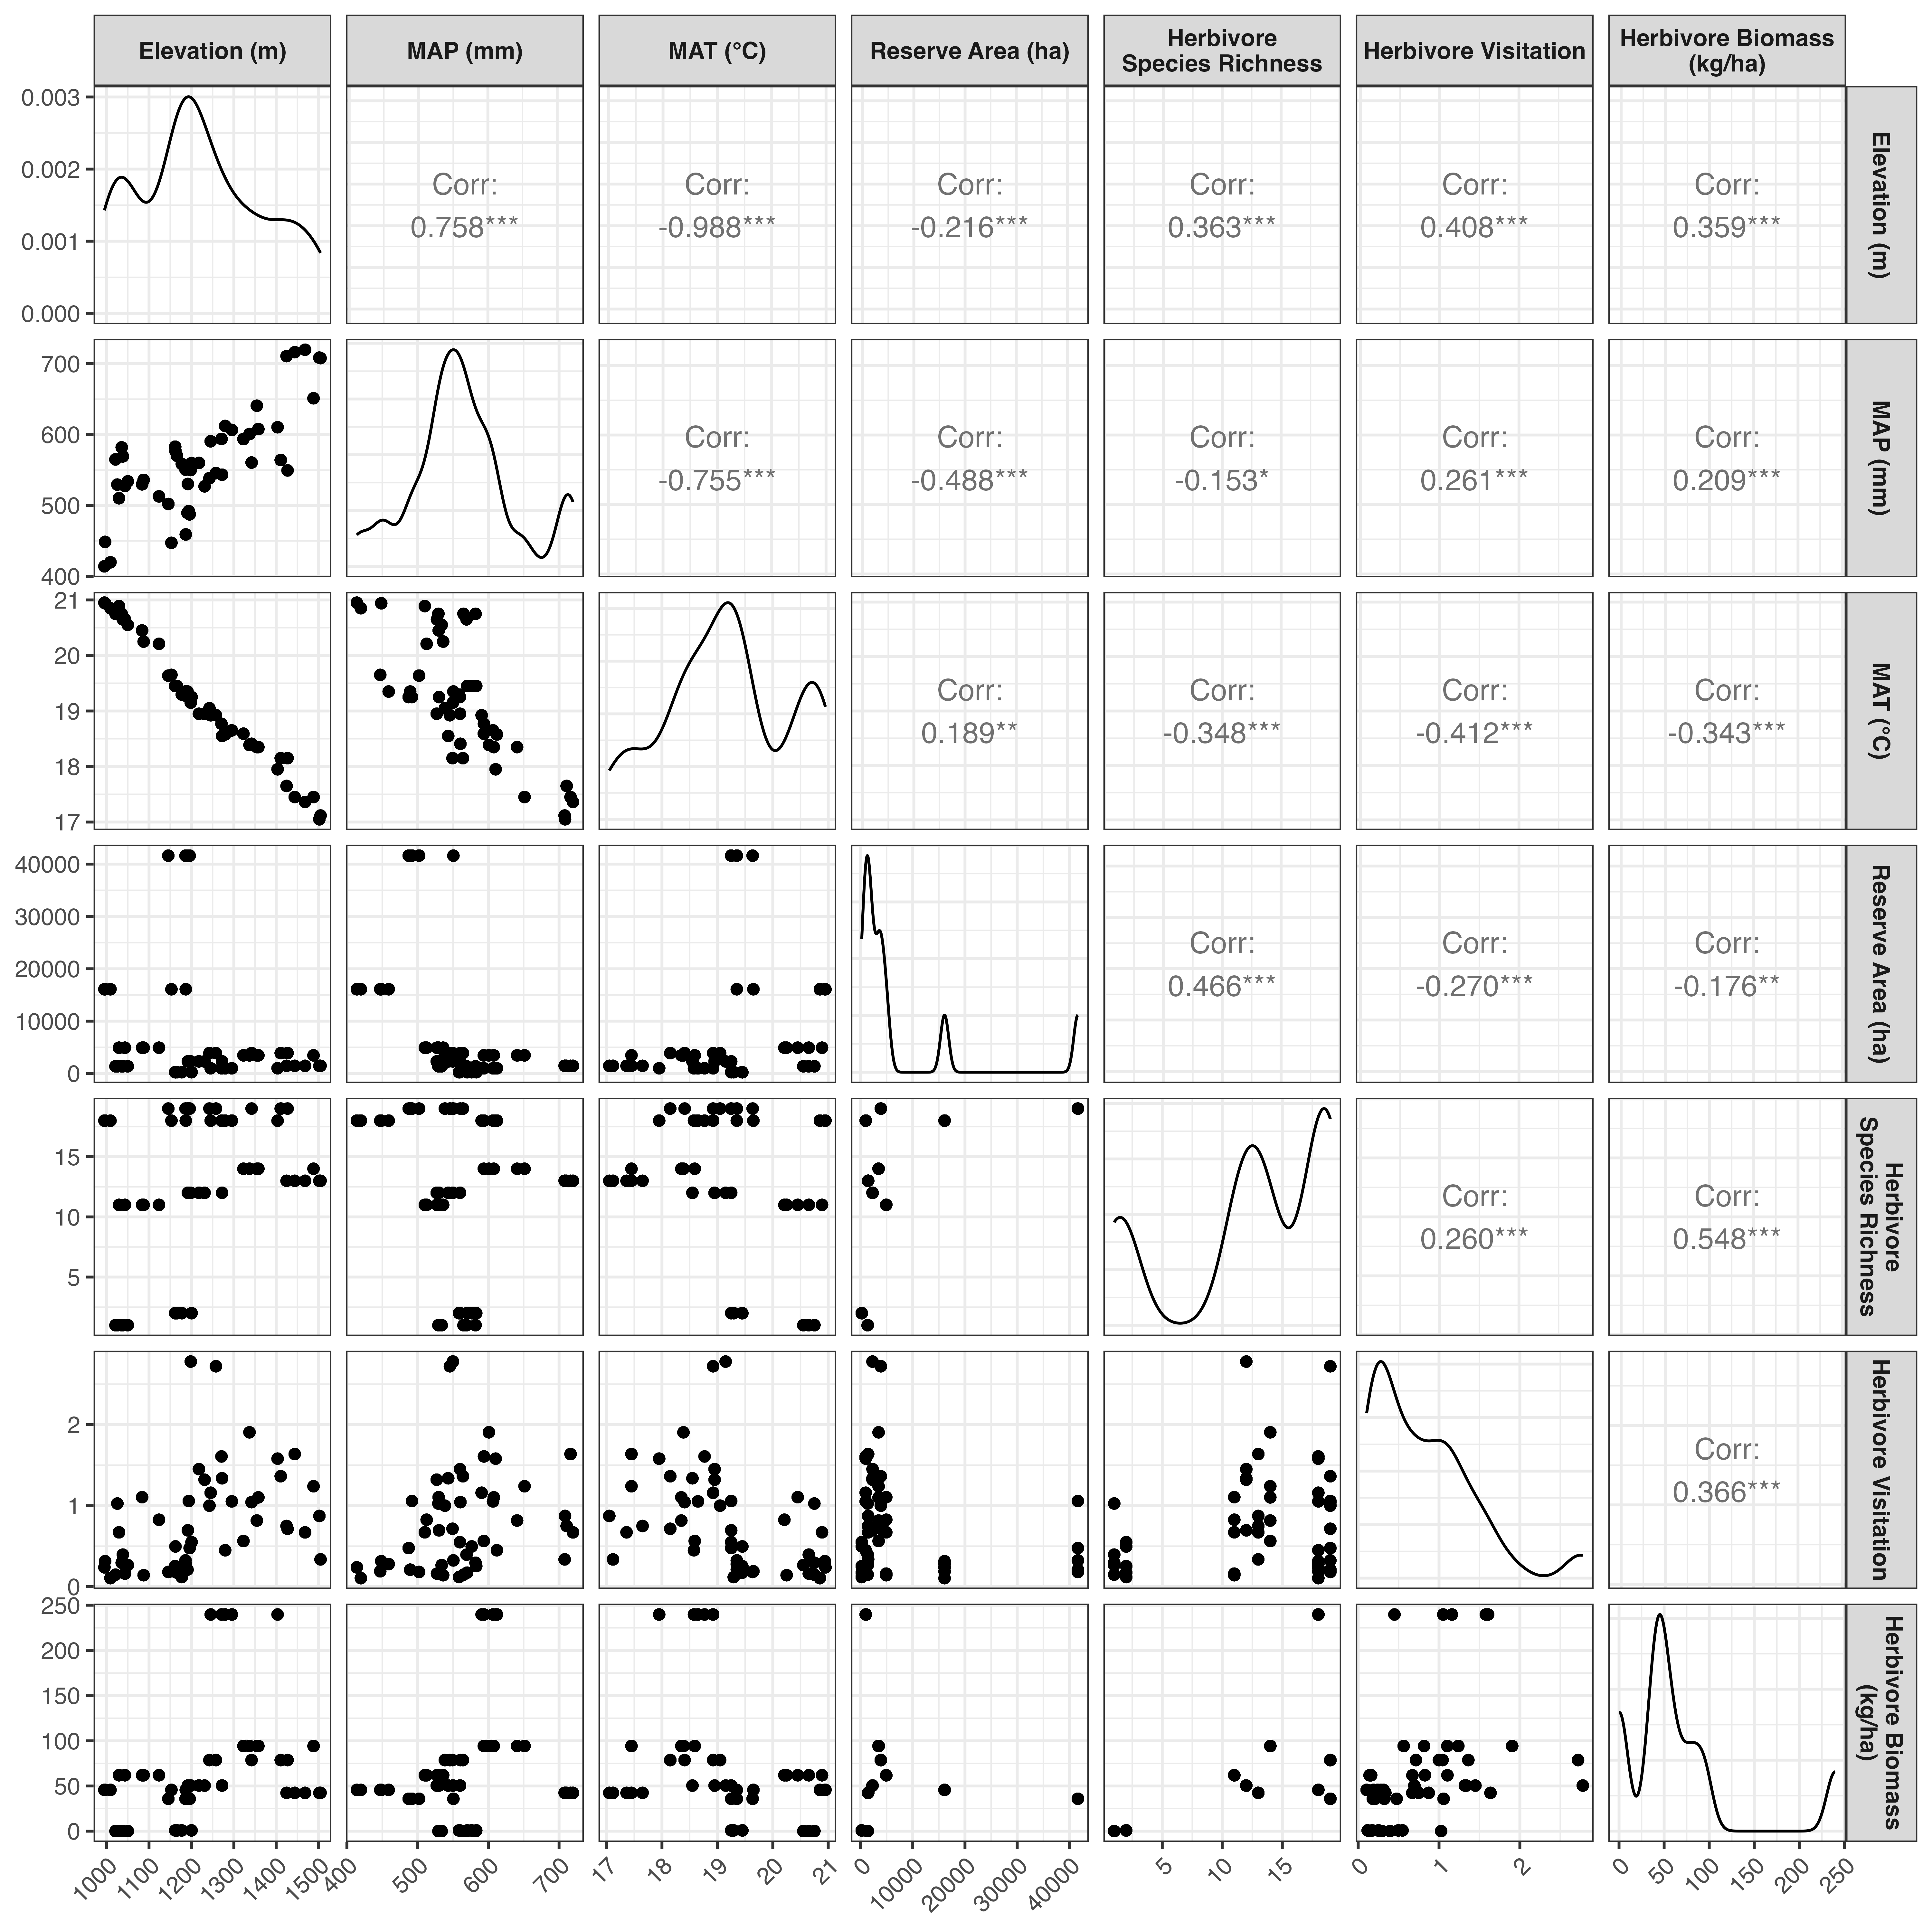 Elevation (m)
MAP (mm)
MAT (°C)
Reserve Area (ha)
Herbivore
Species Richness
Herbivore Visitation
Herbivore Biomass
(kg/ha)
0.003
0.002
0.001
0.000
Corr:
0.758***
Corr:
-0.988***
Corr:
-0.216***
Corr:
0.363***
Corr:
0.408***
Corr:
0.359***
Elevation (m)
700
600
500
400
Corr:
-0.755***
Corr:
-0.488***
Corr:
-0.153*
Corr:
0.261***
Corr:
0.209***
MAP (mm)
21
20
19
18
17
Corr:
0.189**
Corr:
-0.348***
Corr:
-0.412***
Corr:
-0.343***
MAT (°C)
40000
30000
20000
10000
0
Corr:
0.466***
Corr:
-0.270***
Corr:
-0.176**
Reserve Area (ha)
15
10
5
Corr:
0.260***
Corr:
0.548***
Herbivore
Species Richness
2
1
0
Corr:
0.366***
Herbivore Visitation
250
200
150
100
50
0
Herbivore Biomass
(kg/ha)
1000 1100 1200 1300 1400 1500
400 500 600 700
17 18 19 20 21
0 10000 20000 30000 40000
5 10 15
0 1 2
0 50 100 150 200 250